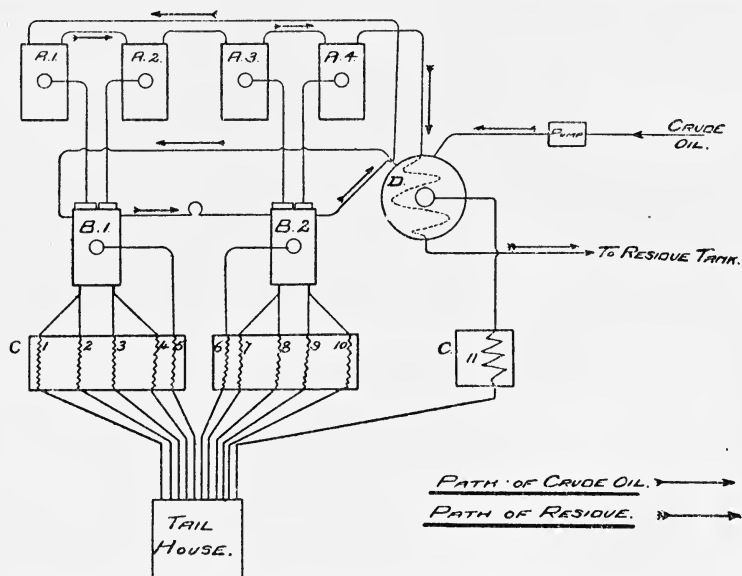 A.1.
A.2.
A.3.
A.4.
PUMP
CRUDE
OIL.
D.
B.1
B.2
TO RESIDUE TANK.
C
1
2
3
4
5
6
7
8
9
10
C.
11
PATH OF CRUDE OIL.
PATH OF RESIDUE.
TAIL
HOUSE.